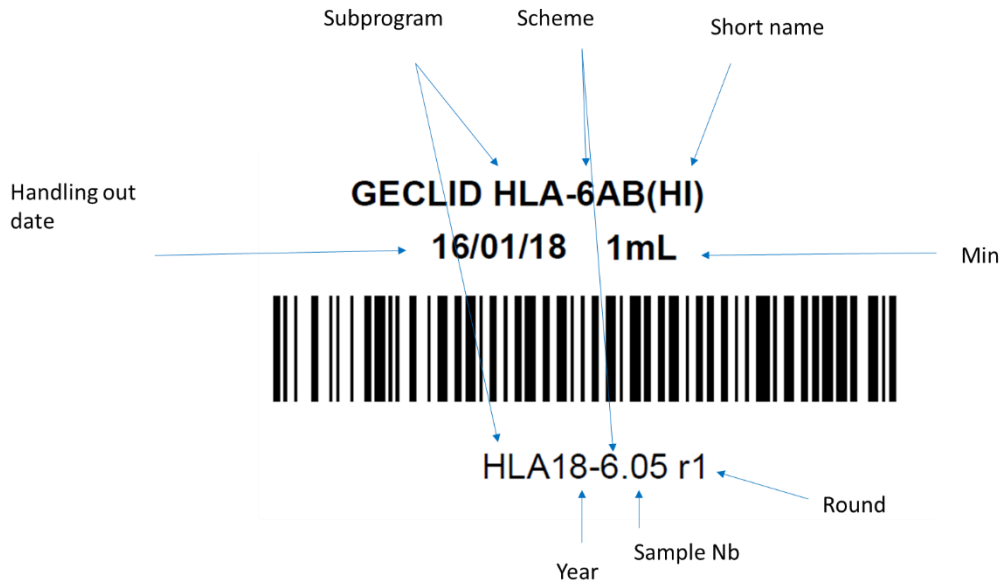 Subprogram Scheme Short name
GECLID HLA-6AB(HI)
Handling out
date
16/01/18 1mL
Min
HLA18-6.05 r1
Round
Sample Nb
Year